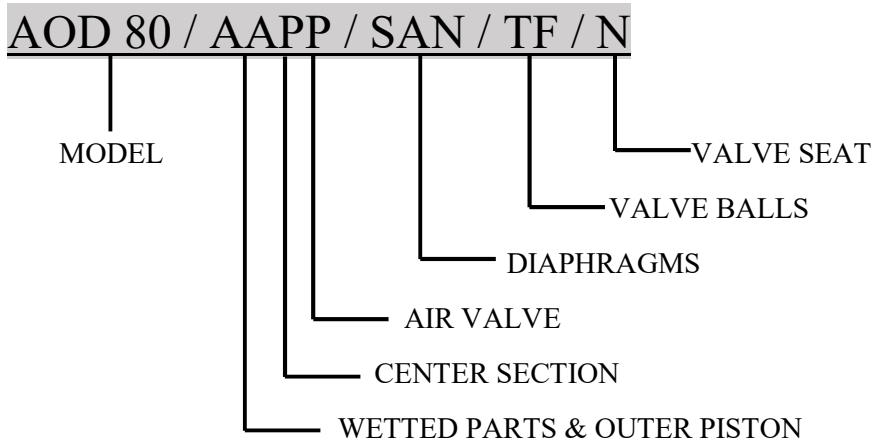 AOD 80 / AAPP / SAN / TF / N
MODEL
VALVE SEAT
VALVE BALLS
DIAPHRAGMS
AIR VALVE
CENTER SECTION
WETTED PARTS & OUTER PISTON